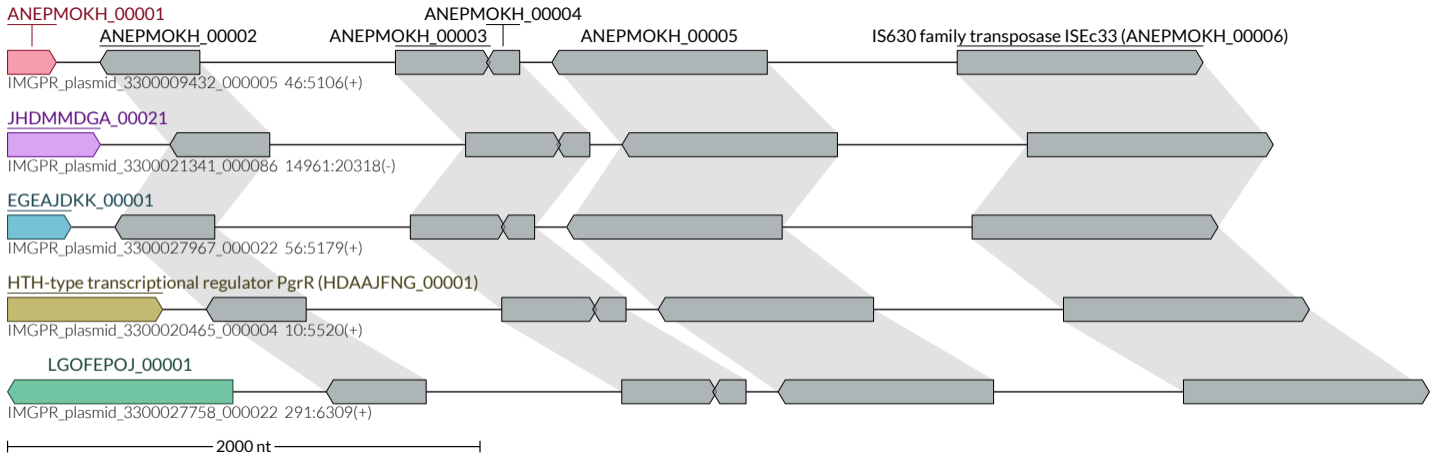 ANEPMOKH_00001
ANEPMOKH_00004
ANEPMOKH_00002
ANEPMOKH_00003
ANEPMOKH_00005
IS630 family transposase ISEc33 (ANEPMOKH_00006)
IMGPR_plasmid_3300009432_000005 46:5106(+)
JHDMMDGA_00021
IMGPR_plasmid_3300021341_000086 14961:20318(-)
EGEAJDKK_00001
IMGPR_plasmid_3300027967_000022 56:5179(+)
HTH-type transcriptional regulator PgrR (HDAAJFNG_00001)
IMGPR_plasmid_3300020465_000004 10:5520(+)
LGOFEPOJ_00001
IMGPR_plasmid_3300027758_000022 291:6309(+)
2000 nt